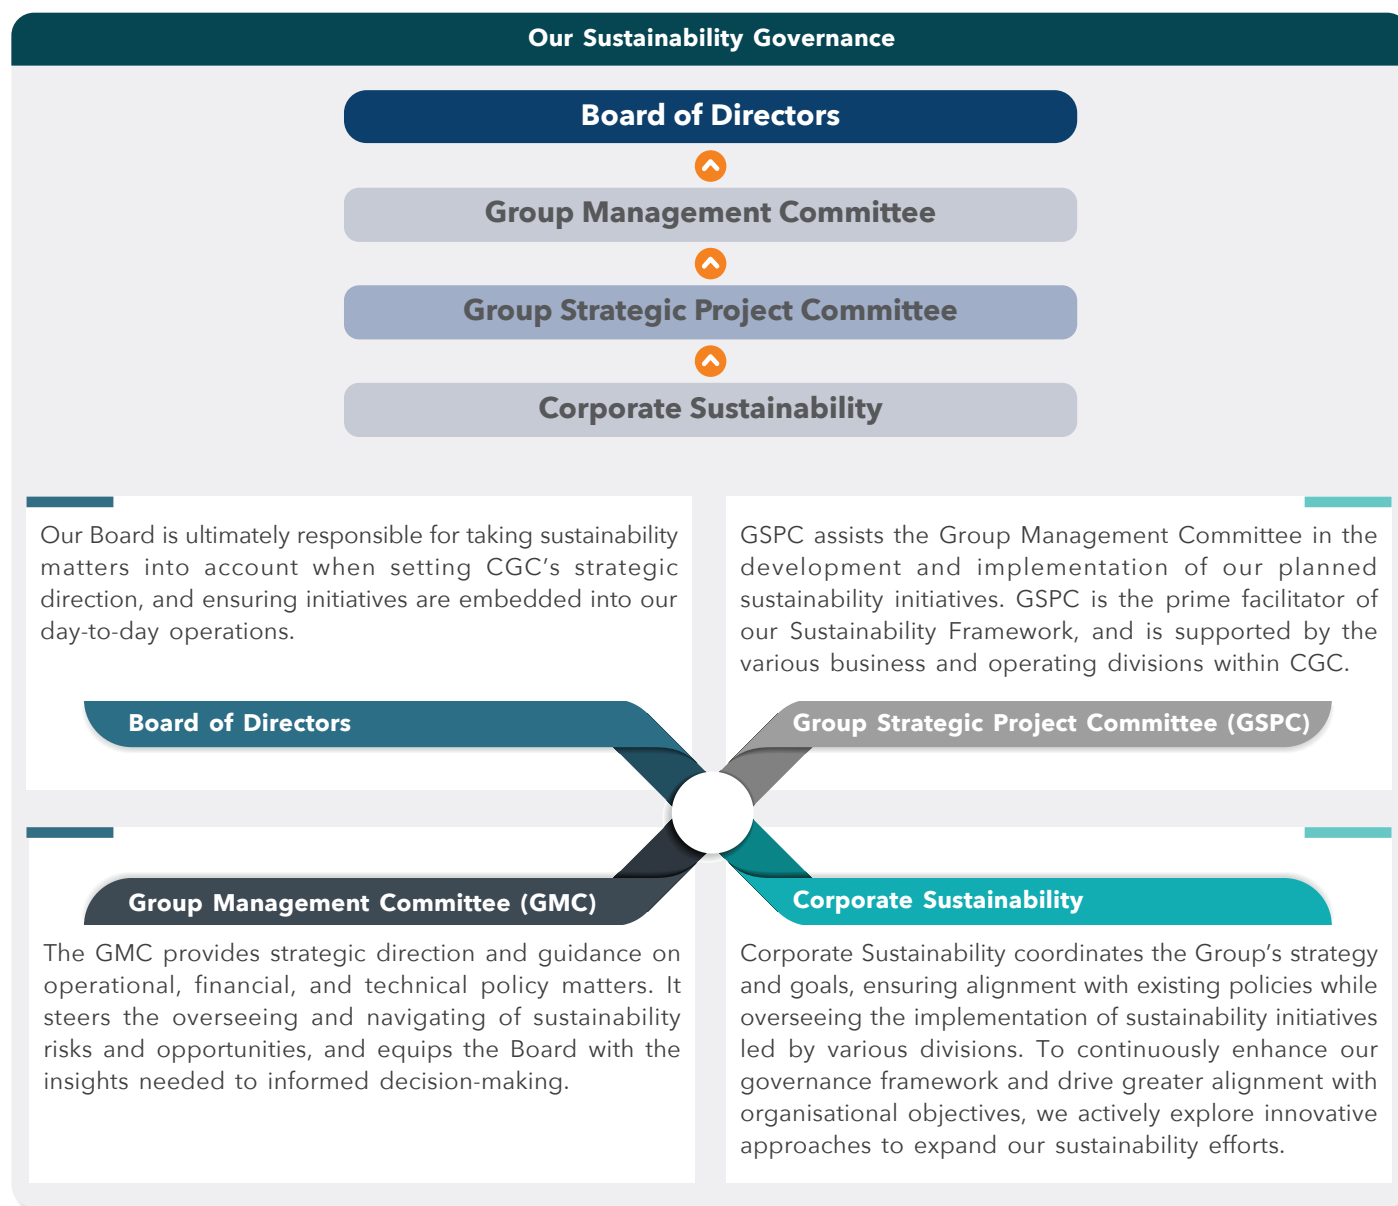 Our Sustainability Governance
Board of Directors
Group Management Committee
Group Strategic Project Committee
Corporate Sustainability
Our Board is ultimately responsible for taking sustainability
matters into account when setting CGC’s strategic
direction, and ensuring initiatives are embedded into our
day-to-day operations.
Board of Directors
GSPC assists the Group Management Committee in the
development and implementation of our planned
sustainability initiatives. GSPC is the prime facilitator of
our Sustainability Framework, and is supported by the
various business and operating divisions within CGC.
Group Strategic Project Committee (GSPC)
Group Management Committee (GMC)
The GMC provides strategic direction and guidance on
operational, financial, and technical policy matters. It
steers the overseeing and navigating of sustainability
risks and opportunities, and equips the Board with the
insights needed to informed decision-making.
Corporate Sustainability
Corporate Sustainability coordinates the Group’s strategy
and goals, ensuring alignment with existing policies while
overseeing the implementation of sustainability initiatives
led by various divisions. To continuously enhance our
governance framework and drive greater alignment with
organisational objectives, we actively explore innovative
approaches to expand our sustainability efforts.